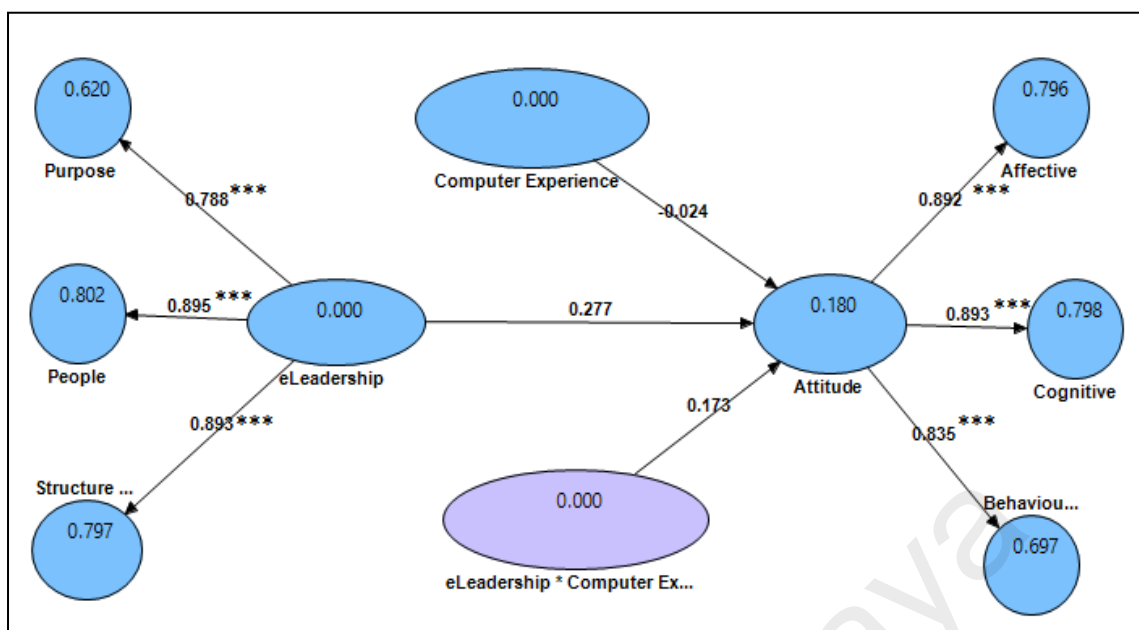 0.620
Purpose
0.000
Computer Experience
0.796
Affective
0.788***
-0.024
0.892 ***
0.802
People
0.895 ***
0.000
eLeadership
0.277
0.180
Attitude
0.893 ***
0.798
Cognitive
0.893***
0.173
0.835 ***
Structure ...
0.797
0.000
eLeadership * Computer Ex...
Behaviou...
0.697
aya